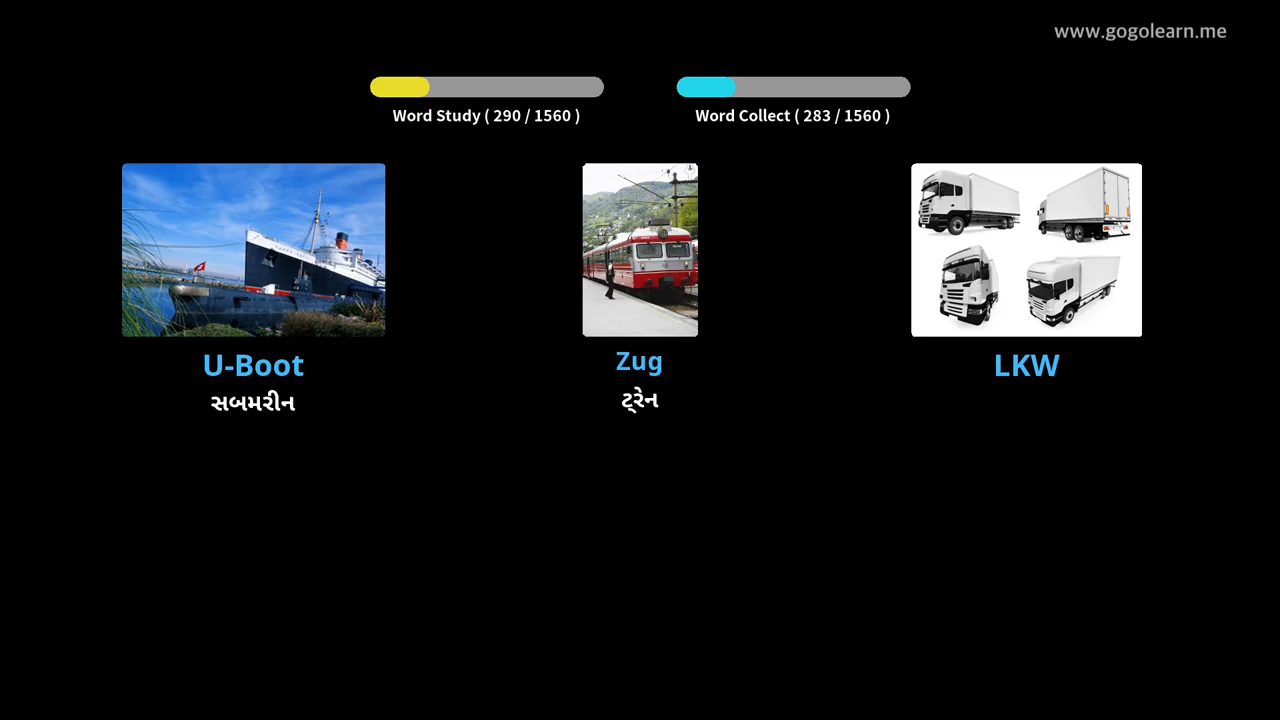 www.gogolearn.me
Word Study ( 290 / 1560 )
Word Collect ( 283 / 1560 )
U-Boot
સબમરીન
Zug
ટ્રેન
LKW